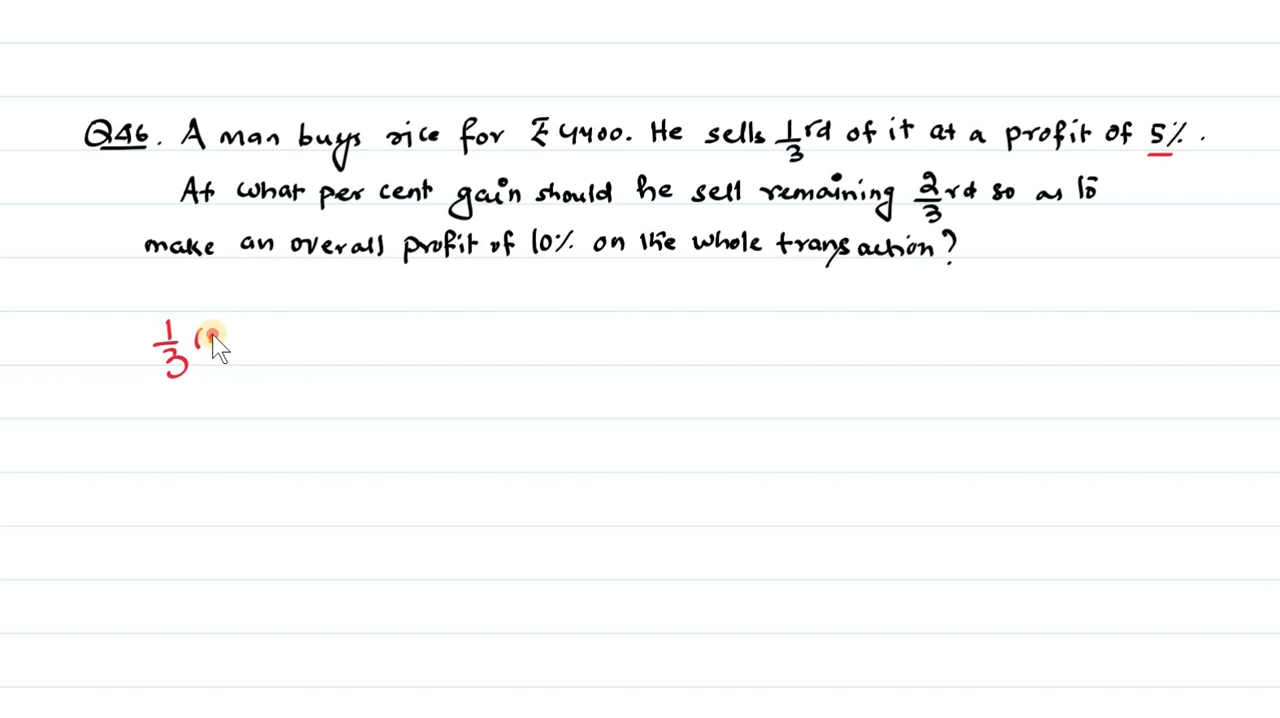 Q46. A man buys rice for ₹ 4400. He sells 1/3rd of it at a profit of 5%.
At what per cent gain should he sell remaining 2/3rd so as to
make an overall profit of 10% on the whole transaction?
1/3 (